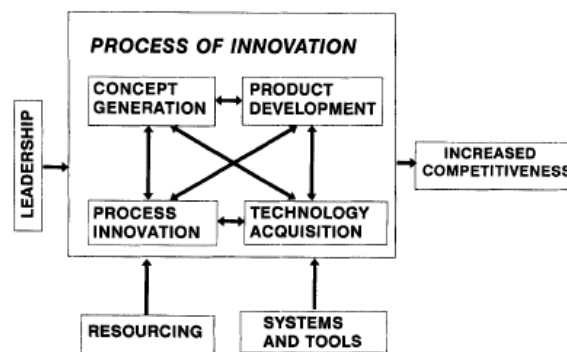 PROCESS OF INNOVATION
CONCEPT
GENERATION
PRODUCT
DEVELOPMENT
LEADERSHIP
INCREASED
COMPETITIVENESS
PROCESS
INNOVATION
TECHNOLOGY
ACQUISITION
RESOURCING
SYSTEMS
AND TOOLS